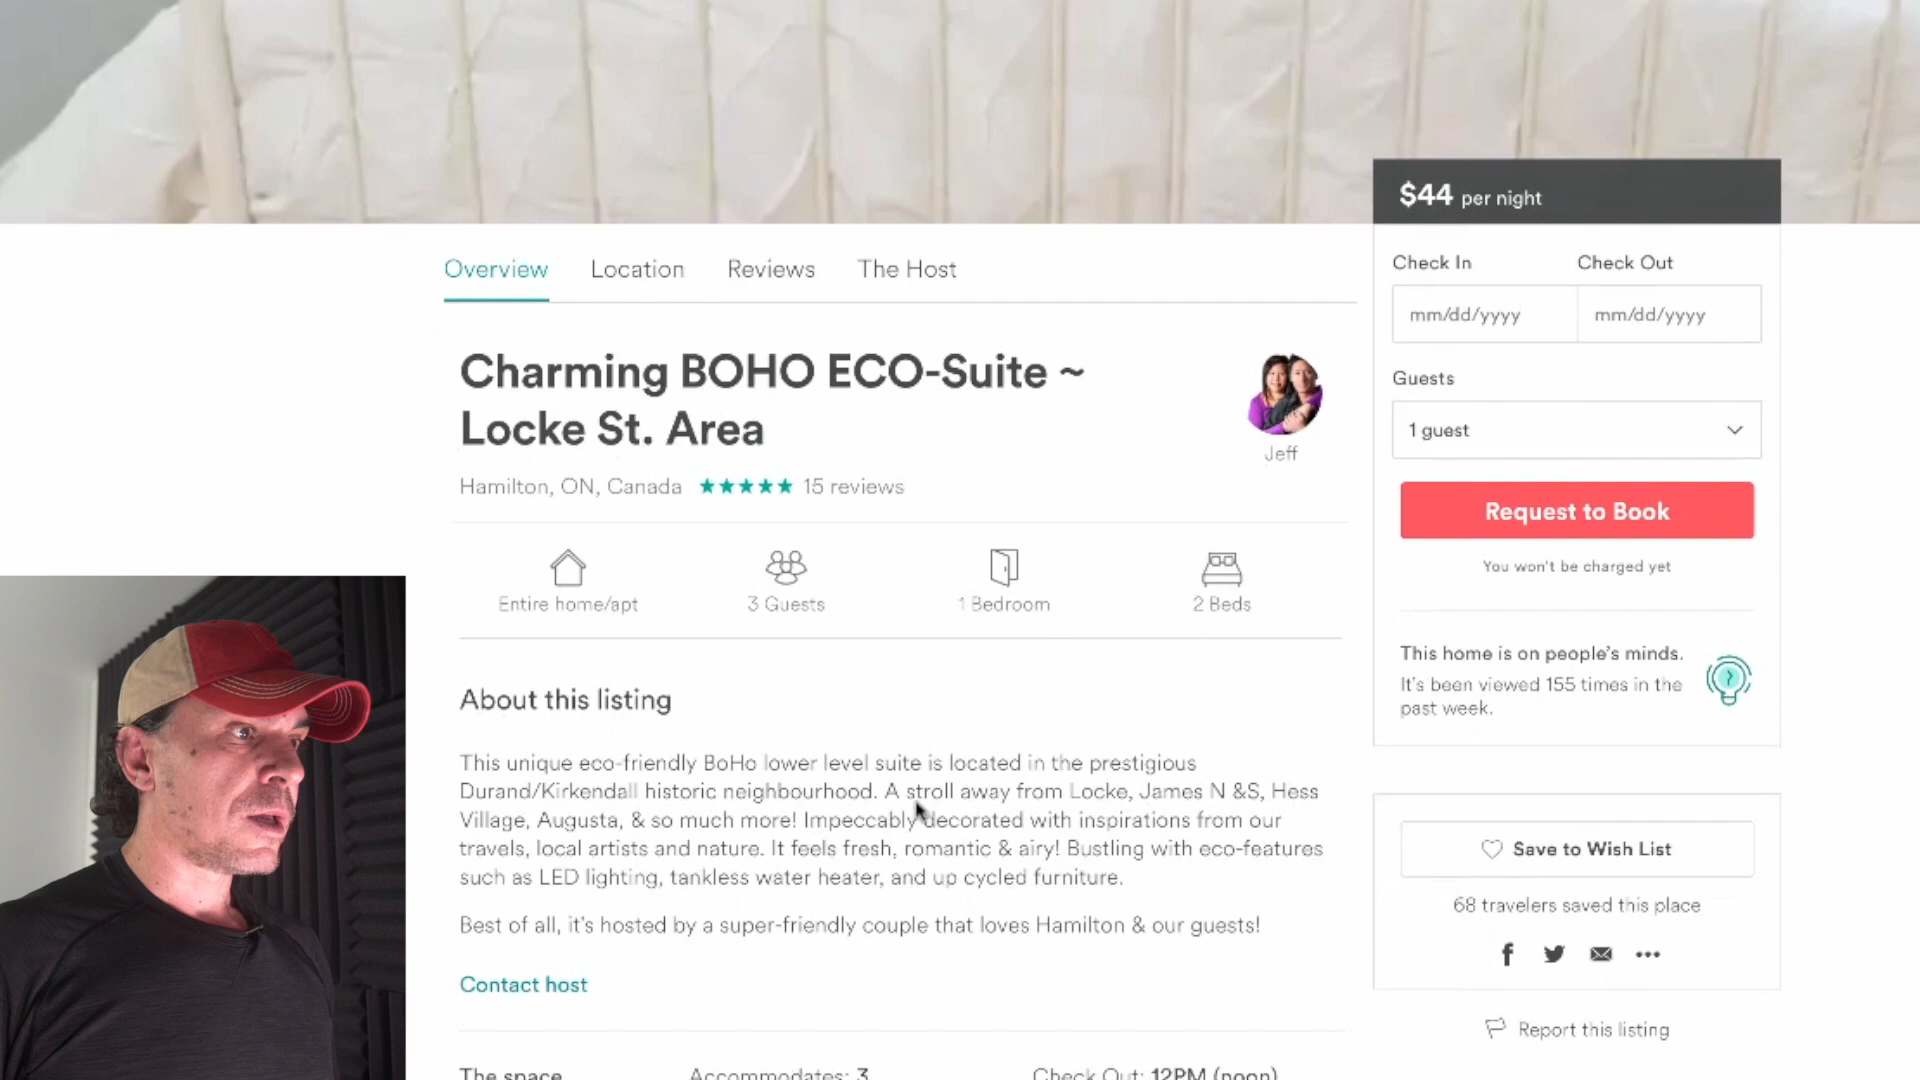 $44 per night
Overview Location Reviews The Host
Check In Check Out
mm/dd/yyyy mm/dd/yyyy
Charming BOHO ECO-Suite ~
Locke St. Area
Jeff
Hamilton, ON, Canada ★★★★★ 15 reviews
Guests
1 guest
Request to Book
You won't be charged yet
Entire home/apt 3 Guests 1 Bedroom 2 Beds
This home is on people's minds.
It's been viewed 155 times in the
past week.
About this listing
This unique eco-friendly BoHo lower level suite is located in the prestigious
Durand/Kirkendall historic neighbourhood. A stroll away from Locke, James N &S, Hess
Village, Augusta, & so much more! Impeccably decorated with inspirations from our
travels, local artists and nature. It feels fresh, romantic & airy! Bustling with eco-features
such as LED lighting, tankless water heater, and up cycled furniture.
Best of all, it's hosted by a super-friendly couple that loves Hamilton & our guests!
Contact host
Save to Wish List
68 travelers saved this place
Report this listing
The space Accommodates: 3 Check Out: 12PM (noon)